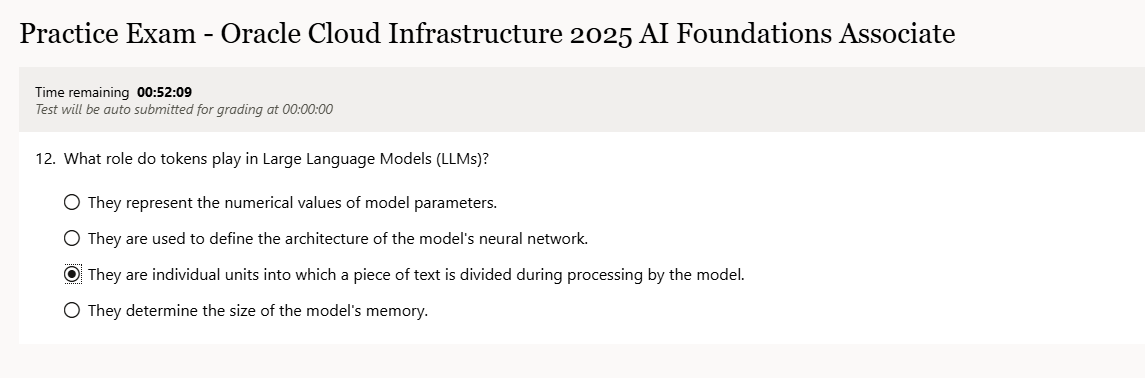 Practice Exam - Oracle Cloud Infrastructure 2025 AI Foundations Associate
Time remaining 00:52:09
Test will be auto submitted for grading at 00:00:00
12. What role do tokens play in Large Language Models (LLMs)?
They represent the numerical values of model parameters.
They are used to define the architecture of the model's neural network.
They are individual units into which a piece of text is divided during processing by the model.
They determine the size of the model's memory.